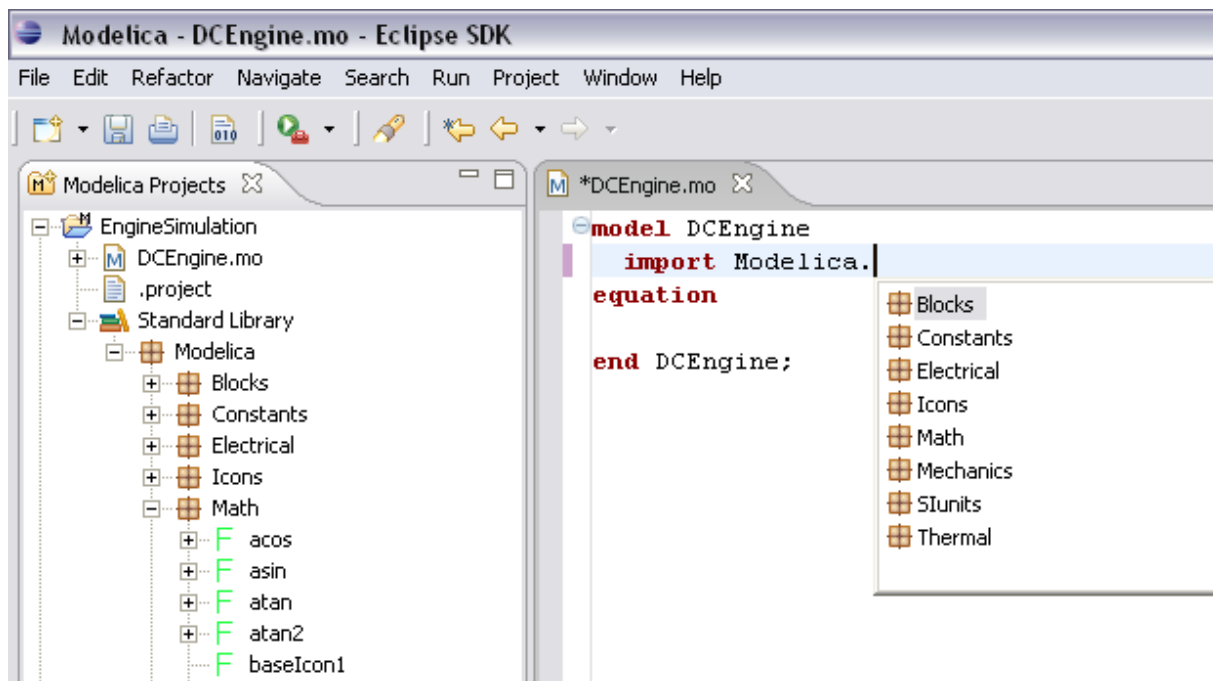 Modelica - DCEngine.mo - Eclipse SDK
File Edit Refactor Navigate Search Run Project Window Help
010
Modelica Projects
EngineSimulation
DCEngine.mo
.project
Standard Library
Modelica
Blocks
Constants
Electrical
Icons
Math
F acos
F asin
F atan
F atan2
F baseIcon1
*DCEngine.mo
model DCEngine
import Modelica.
equation
end DCEngine;
Blocks
Constants
Electrical
Icons
Math
Mechanics
SIunits
Thermal